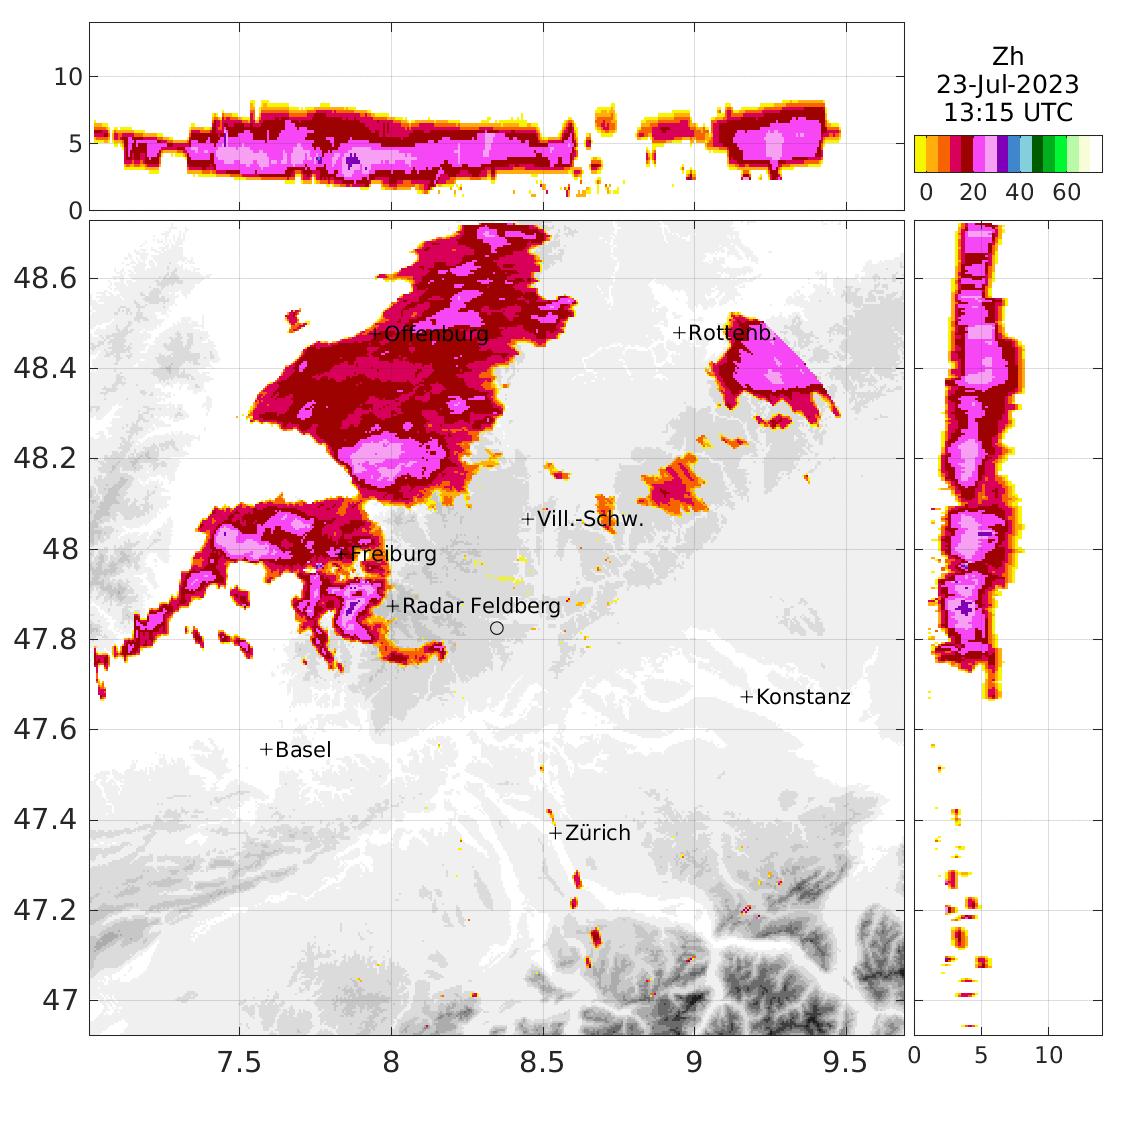 10
5
0
Zh
23-Jul-2023
13:15 UTC
0 20 40 60
48.6
48.4
48.2
48
47.8
47.6
47.4
47.2
47
Offenburg
Rottenb.
Vill.-Schw.
Freiburg
Radar Feldberg
Konstanz
Basel
Zürich
7.5 8 8.5 9 9.5
0 5 10